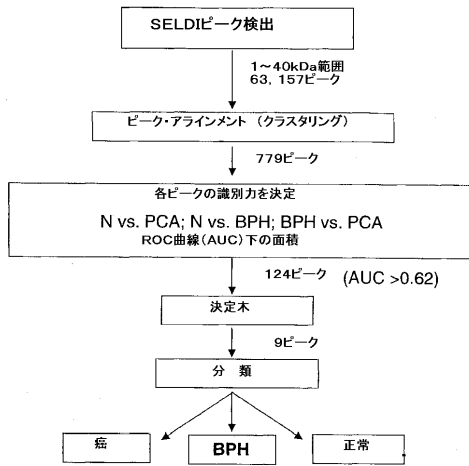 SELDIピーク検出
1～40kDa範囲
63, 157ピーク
ピーク・アラインメント （クラスタリング）
779ピーク
各ピークの識別力を決定
N vs. PCA; N vs. BPH; BPH vs. PCA
ROC曲線(AUC) 下の面積
124ピーク (AUC >0.62)
決定木
9ピーク
分 類
癌 BPH 正常